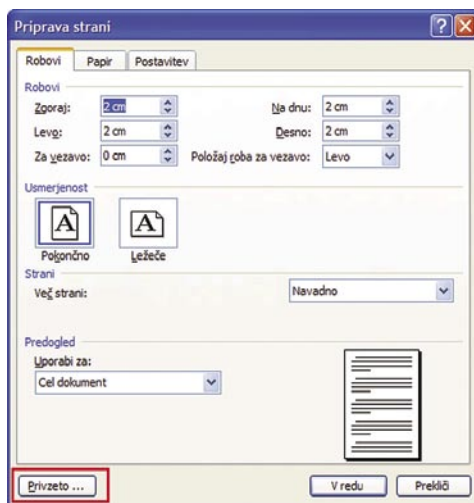 Priprava strani
Robovi Papir Postavitev
Robovi
Zgoraj: 2 cm Na dnu: 2 cm
Levo: 2 cm Desno: 2 cm
Za vezavo: 0 cm Položaj roba za vezavo: Levo
Usmerjenost
A A
Pokončno Ležeče
Strani
Več strani: Navadno
Predogled
Uporabi za:
Cel dokument
Privzeto ... V redu Prekliči